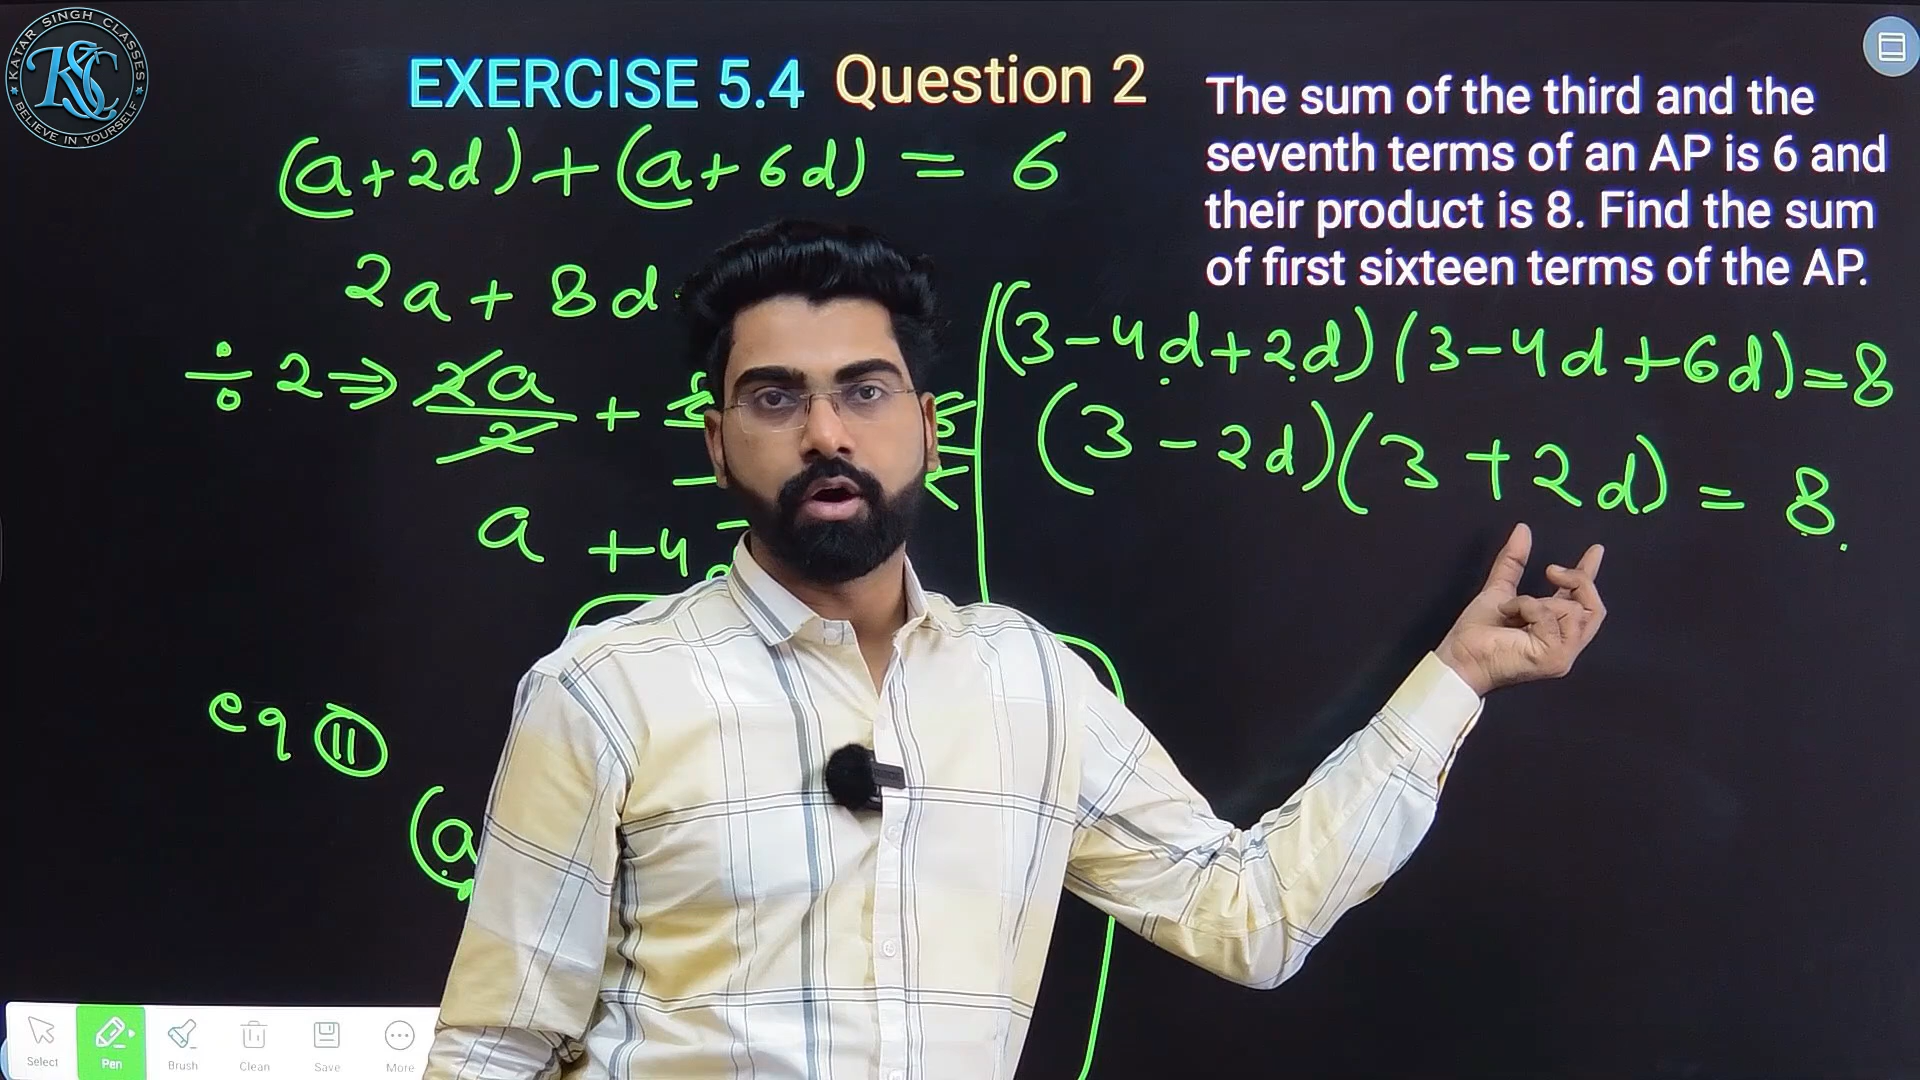 KATAR SINGH CLASSES
KSC
BELIEVE IN YOURSELF
EXERCISE 5.4 Question 2
The sum of the third and the
seventh terms of an AP is 6 and
their product is 8. Find the sum
of first sixteen terms of the AP.
(a+2d)+(a+6d) = 6
2a + 8d
÷ 2 ⇒ 2a/2 +
a + 4
eq (II)
(a
(3-4d+2d)(3-4d+6d)=8
(3-2d)(3+2d) = 8.
Select Pen Brush Clean Save More